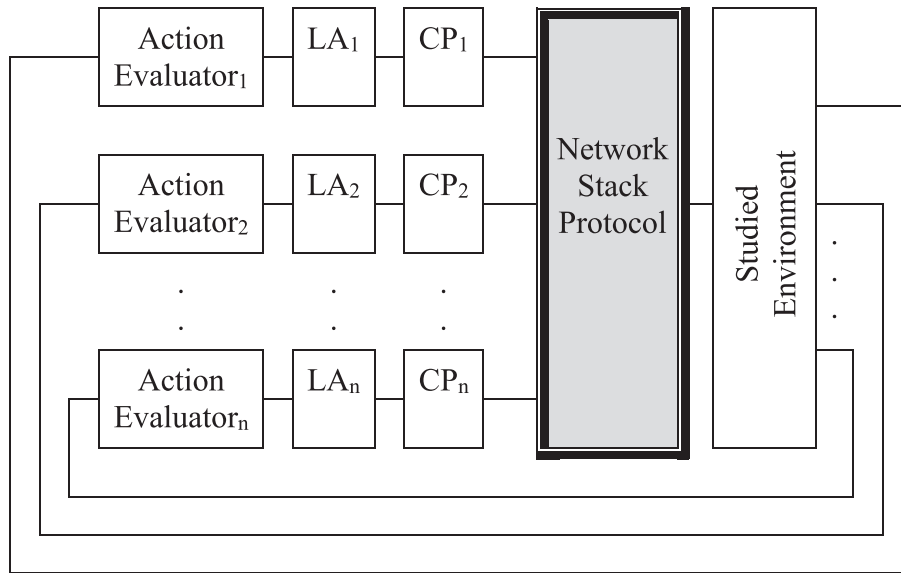 Action
Evaluator₁
LA₁
CP₁
Action
Evaluator₂
LA₂
CP₂
.
.
.
.
.
.
Action
Evaluatorₙ
LAₙ
CPₙ
Network
Stack
Protocol
Studied
Environment
.
.
.